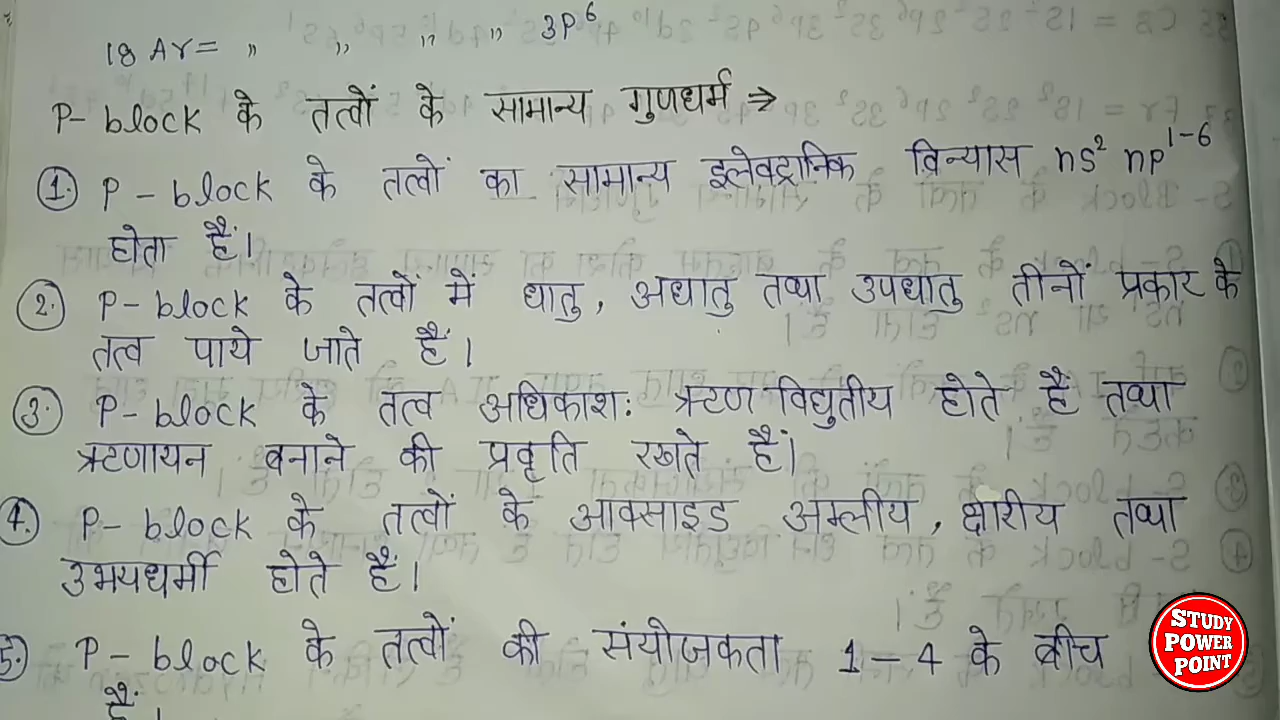 18 Ar = " " " " 3p⁶
P-block के तत्वों के सामान्य गुणधर्म ⇒
1. P-block के तत्वों का सामान्य इलेक्ट्रानिक विन्यास ns² np¹⁻⁶
होता हैं।
2. P-block के तत्वों में धातु, अधातु तथा उपधातु तीनों प्रकार के
तत्व पाये जाते हैं।
3. P-block के तत्व अधिकाश: ऋणविद्युतीय होते हैं तथा
ऋणायन बनाने की प्रवृति रखते हैं।
4. P-block के तत्वों के आक्साइड अम्लीय, क्षारीय तथा
उभयधर्मी होते हैं।
5. P-block के तत्वों की संयोजकता 1-4 के बीच
हैं।
STUDY
POWER
POINT